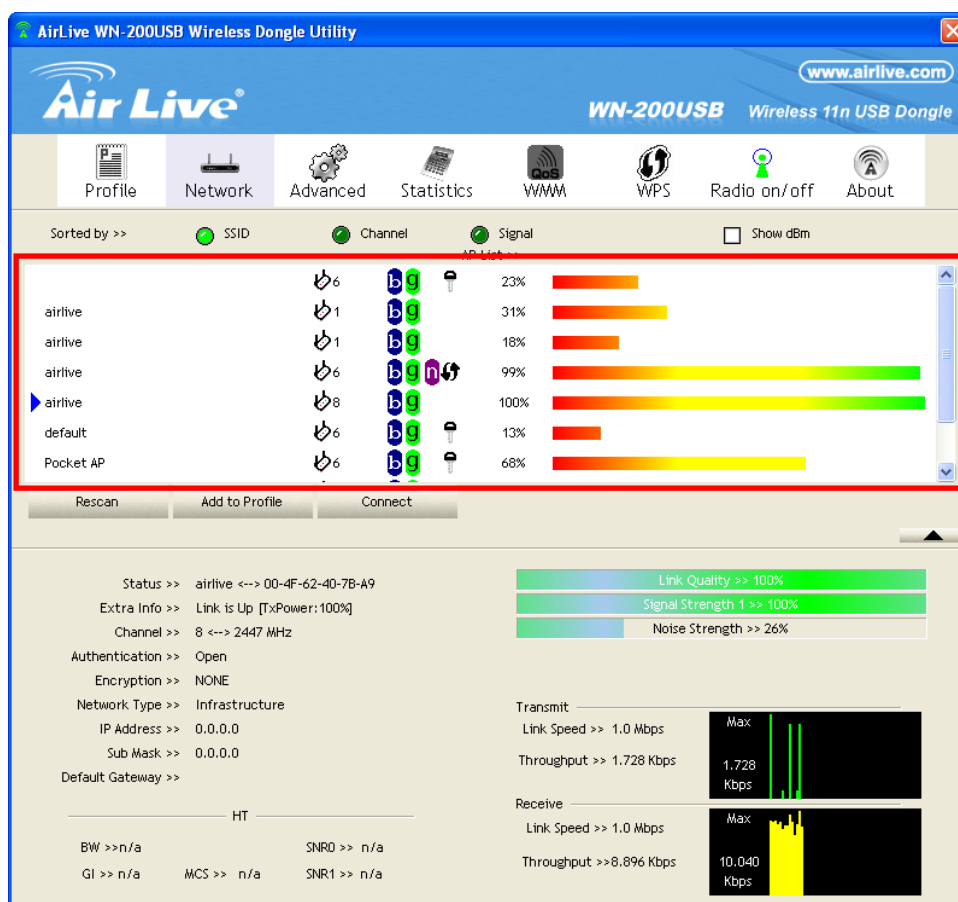 AirLive WN-200USB Wireless Dongle Utility
Air Live®
www.airlive.com
WN-200USB Wireless 11n USB Dongle
Profile Network Advanced Statistics QoS WMM WPS Radio on/off About
Sorted by >> SSID Channel Signal Show dBm
AP List >>
6 b g 23%
airlive 1 b g 31%
airlive 1 b g 18%
airlive 6 b g n 99%
airlive 8 b g 100%
default 6 b g 13%
Pocket AP 6 b g 68%
Rescan Add to Profile Connect
Status >> airlive <--> 00-4F-62-40-7B-A9
Extra Info >> Link is Up [TxPower:100%]
Channel >> 8 <--> 2447 MHz
Authentication >> Open
Encryption >> NONE
Network Type >> Infrastructure
IP Address >> 0.0.0.0
Sub Mask >> 0.0.0.0
Default Gateway >>
HT
BW >>n/a SNR0 >> n/a
GI >> n/a MCS >> n/a SNR1 >> n/a
Link Quality >> 100%
Signal Strength 1 >> 100%
Noise Strength >> 26%
Transmit
Link Speed >> 1.0 Mbps
Throughput >> 1.728 Kbps
Max
1.728
Kbps
Receive
Link Speed >> 1.0 Mbps
Throughput >>8.896 Kbps
Max
10.040
Kbps